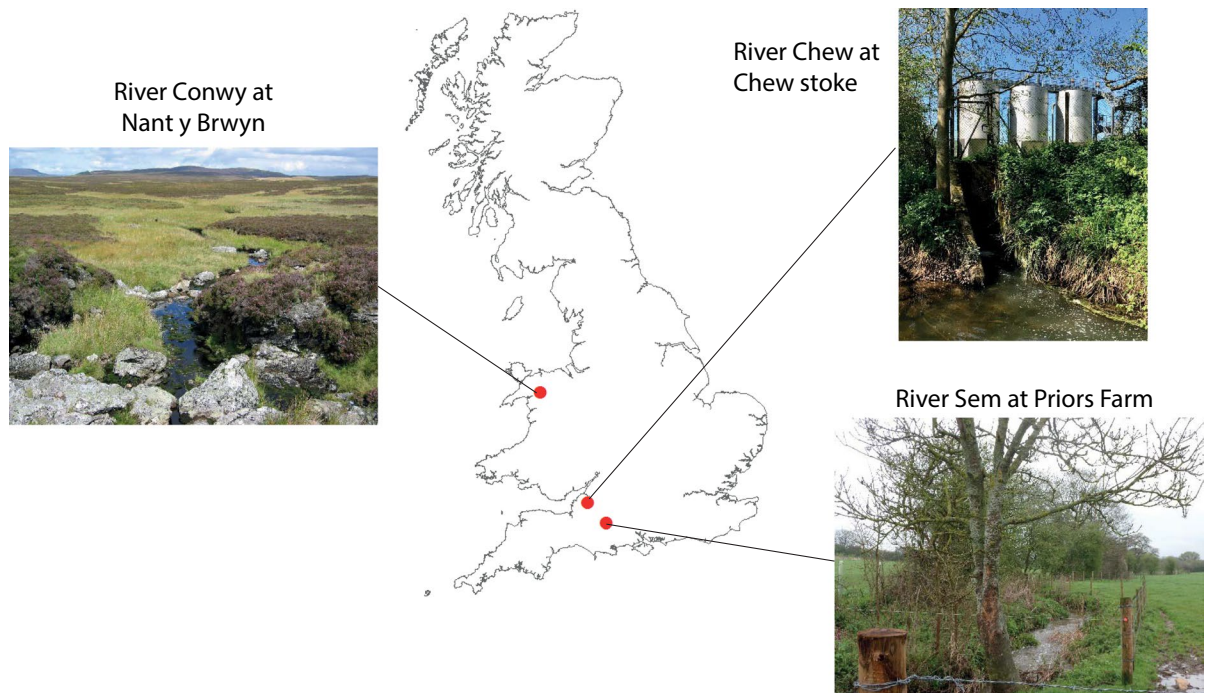 River Conwy at
Nant y Brwyn
River Chew at
Chew stoke
River Sem at Priors Farm